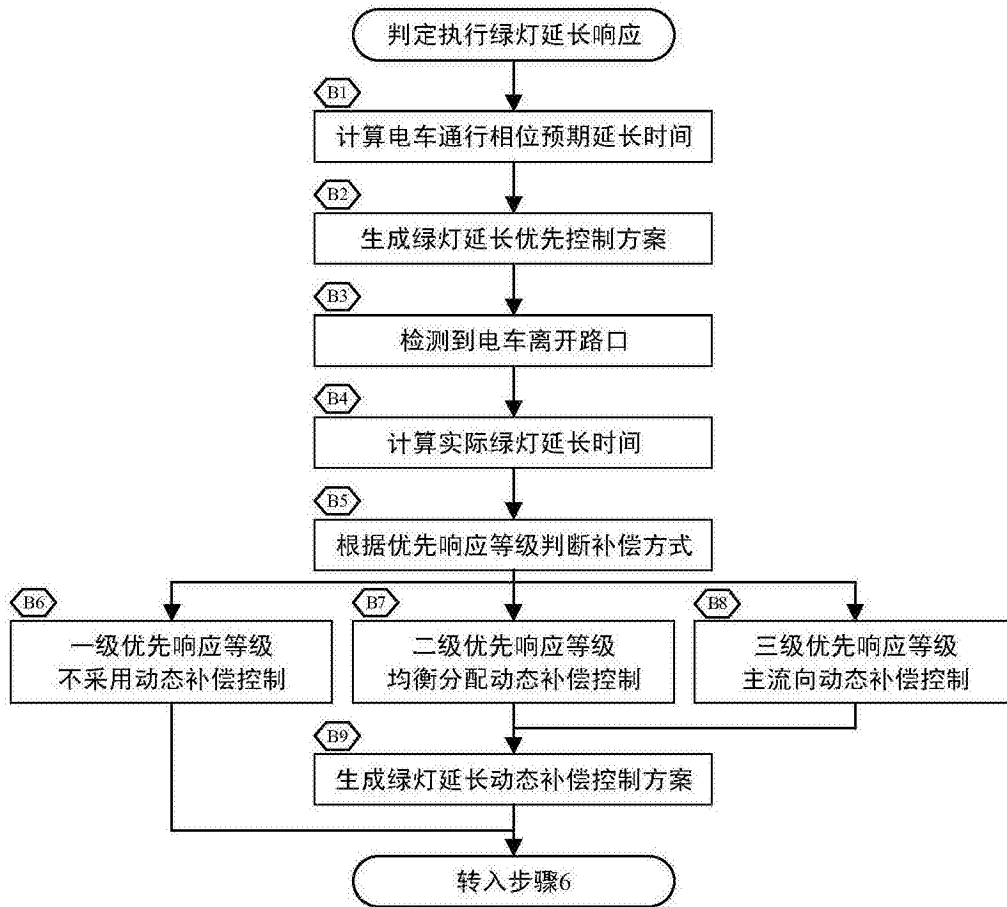 判定执行绿灯延长响应
B1
计算电车通行相位预期延长时间
B2
生成绿灯延长优先控制方案
B3
检测到电车离开路口
B4
计算实际绿灯延长时间
B5
根据优先响应等级判断补偿方式
B6
一级优先响应等级
不采用动态补偿控制
B7
二级优先响应等级
均衡分配动态补偿控制
B8
三级优先响应等级
主流向动态补偿控制
B9
生成绿灯延长动态补偿控制方案
转入步骤6